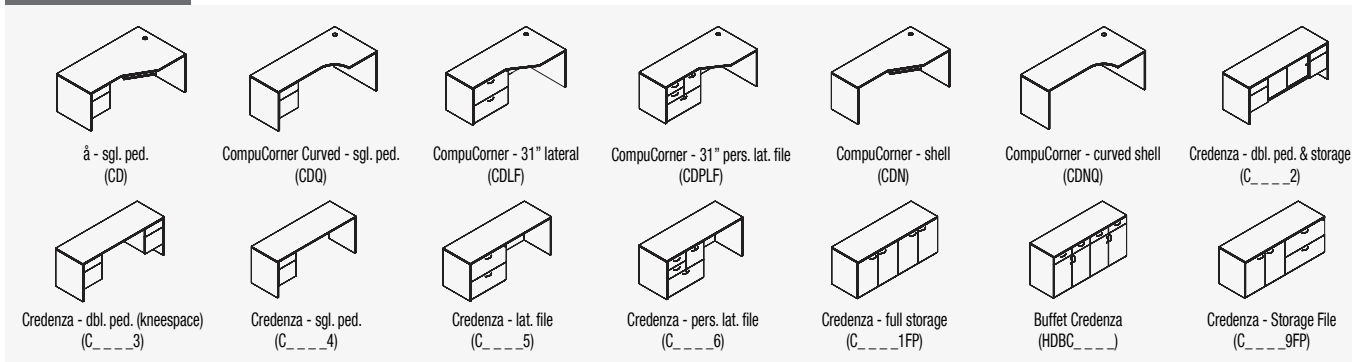 å - sgl. ped.
(CD)
CompuCorner Curved - sgl. ped.
(CDQ)
CompuCorner - 31” lateral
(CDLF)
CompuCorner - 31” pers. lat. file
(CDPLF)
CompuCorner - shell
(CDN)
CompuCorner - curved shell
(CDNQ)
Credenza - dbl. ped. & storage
(C_ _ _ _2)
Credenza - dbl. ped. (kneespace)
(C_ _ _ _3)
Credenza - sgl. ped.
(C_ _ _ _4)
Credenza - lat. file
(C_ _ _ _5)
Credenza - pers. lat. file
(C_ _ _ _6)
Credenza - full storage
(C_ _ _ _1FP)
Buffet Credenza
(HDBC_ _ _ _)
Credenza - Storage File
(C_ _ _ _9FP)